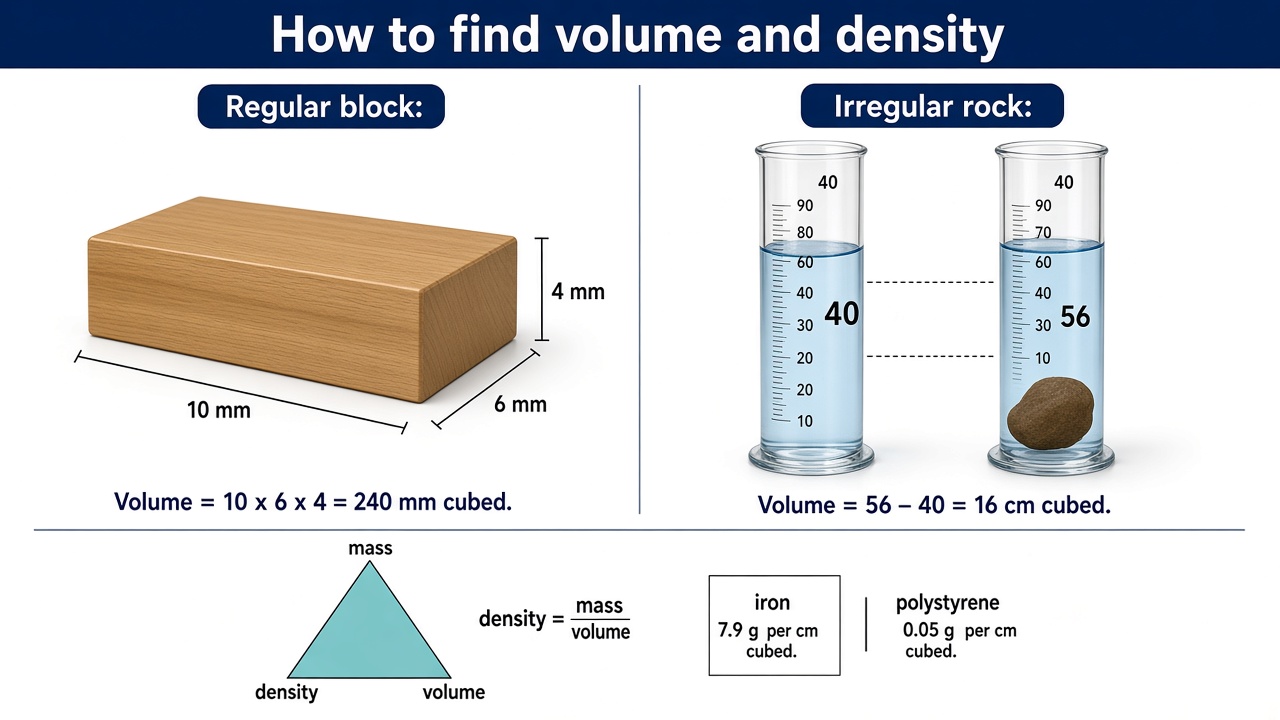 How to find volume and density
Regular block:
4 mm
6 mm
10 mm
Volume = 10 x 6 x 4 = 240 mm cubed.
Irregular rock:
40
90
80
60
40
30
20
20
10
40
40
90
70
60
40
30
10
56
Volume = 56 – 40 = 16 cm cubed.
mass
density
volume
density = mass
volume
iron
7.9 g per cm
cubed.
polystyrene
0.05 g per cm
cubed.